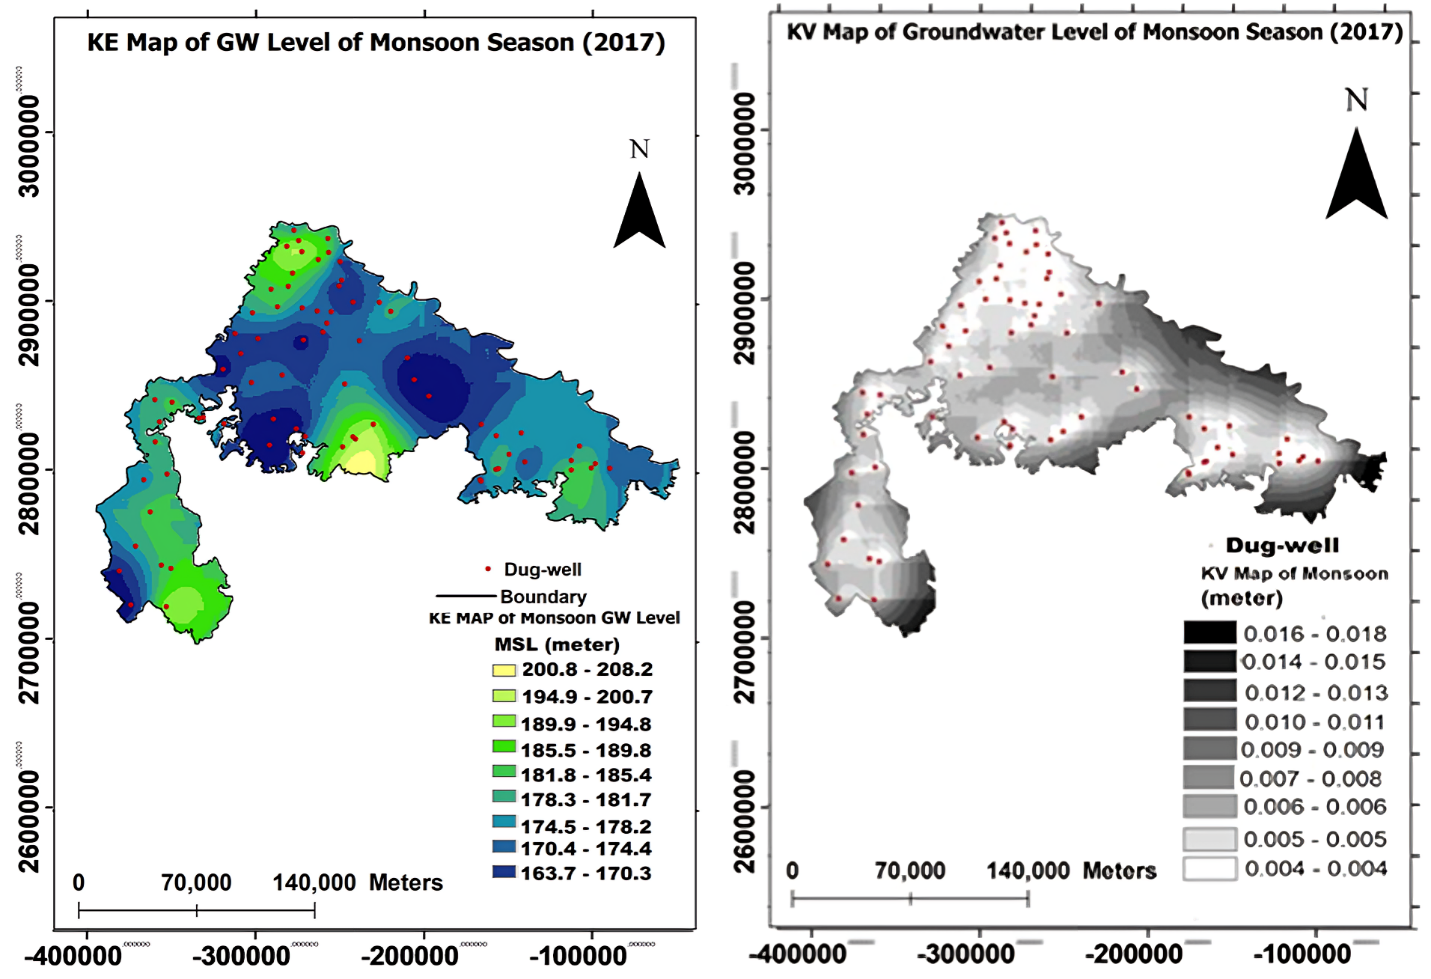 KE Map of GW Level of Monsoon Season (2017)
N
3000000
2900000
2800000
2700000
2600000
Dug-well
Boundary
KE MAP of Monsoon GW Level
MSL (meter)
200.8 - 208.2
194.9 - 200.7
189.9 - 194.8
185.5 - 189.8
181.8 - 185.4
178.3 - 181.7
174.5 - 178.2
170.4 - 174.4
163.7 - 170.3
0 70,000 140,000 Meters
-400000 -300000 -200000 -100000
KV Map of Groundwater Level of Monsoon Season (2017)
N
3000000
2900000
2800000
2700000
2600000
Dug-well
KV Map of Monsoon
(meter)
0.016 - 0.018
0.014 - 0.015
0.012 - 0.013
0.010 - 0.011
0.009 - 0.009
0.007 - 0.008
0.006 - 0.006
0.005 - 0.005
0.004 - 0.004
0 70,000 140,000 Meters
-400000 -300000 -200000 -100000